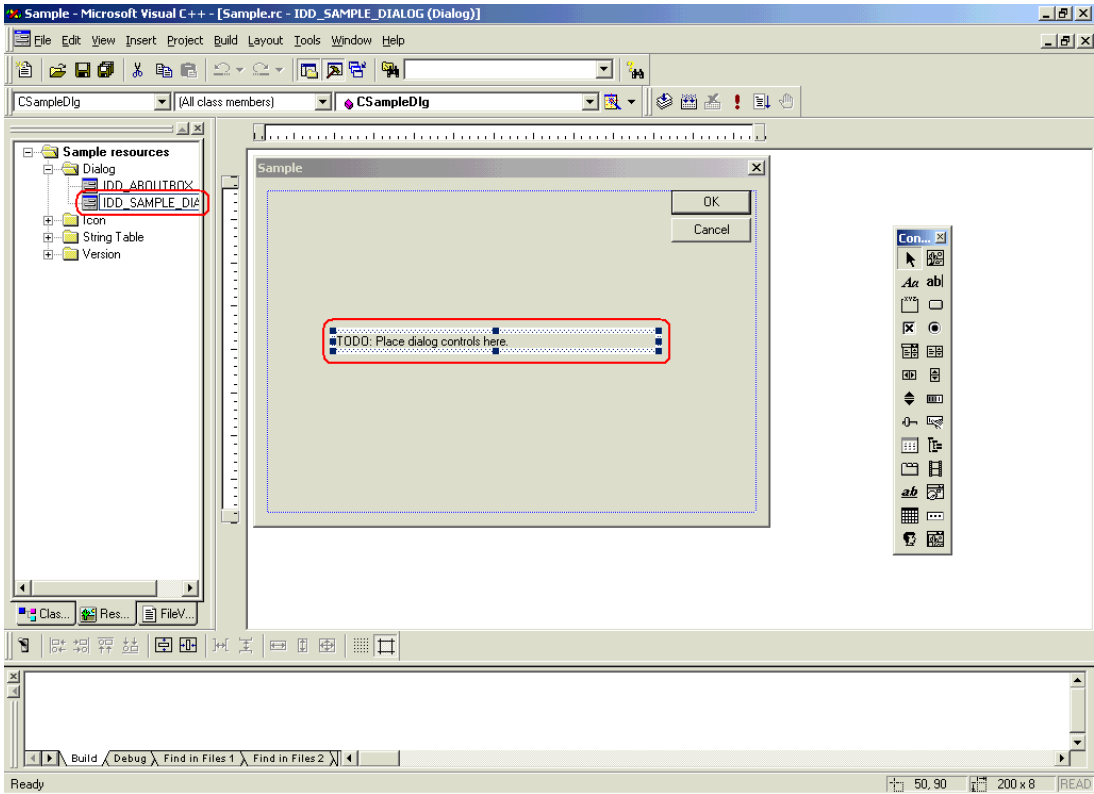 Sample - Microsoft Visual C++ - [Sample.rc - IDD_SAMPLE_DIALOG (Dialog)]
File Edit View Insert Project Build Layout Tools Window Help
CSampleDlg (All class members) CSampleDlg
Sample resources
Dialog
IDD_ABOUTBOX
IDD_SAMPLE_DIA
Icon
String Table
Version
Clas... Res... FileV...
Sample
OK
Cancel
TODO: Place dialog controls here.
Con...
Aa ab|
XYZ
ab
Build Debug Find in Files 1 Find in Files 2
Ready 50, 90 200 x 8 READ